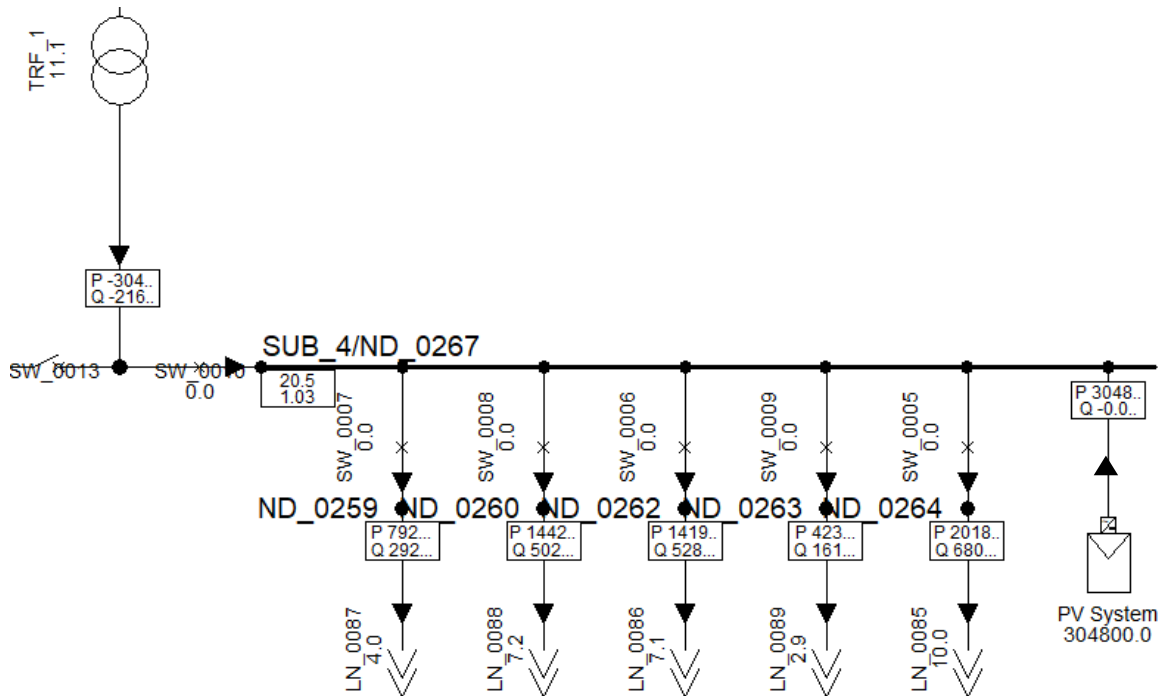 TRF_1
11.1
P -304..
Q -216..
SW_0013
SW_0010
0.0
SUB_4/ND_0267
20.5
1.03
SW_0007
0.0
SW_0008
0.0
SW_0006
0.0
SW_0009
0.0
SW_0005
0.0
P 3048..
Q -0.0..
ND_0259
ND_0260
ND_0262
ND_0263
ND_0264
P 792...
Q 292...
P 1442..
Q 502...
P 1419..
Q 528...
P 423...
Q 161...
P 2018..
Q 680...
LN_0087
4.0
LN_0088
7.2
LN_0086
7.1
LN_0089
2.9
LN_0085
10.0
PV System
304800.0